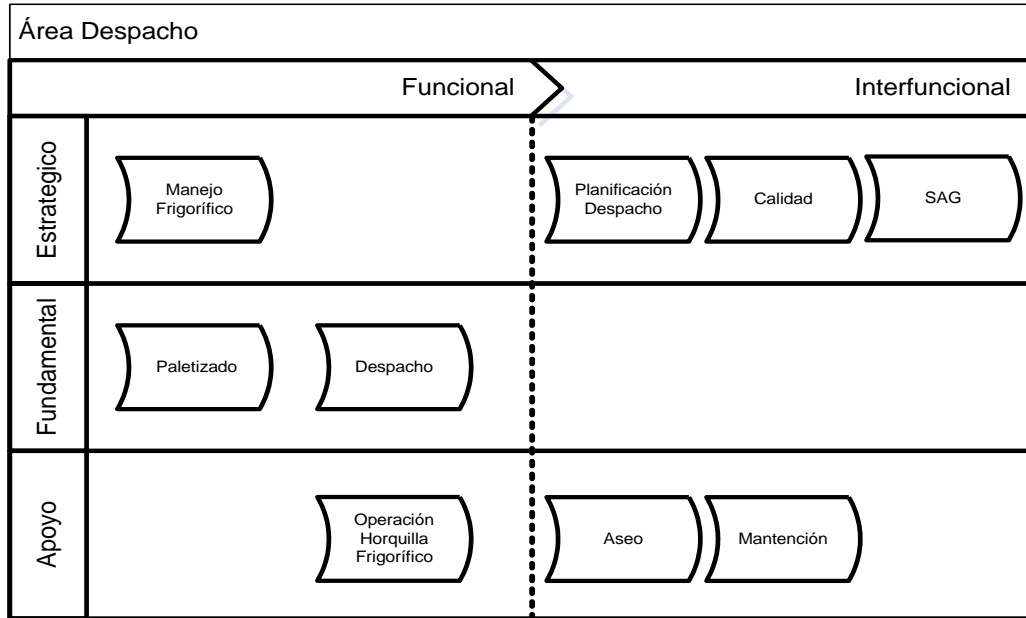 Área Despacho
Funcional
Interfuncional
Estrategico
Manejo
Frigorífico
Planificación
Despacho
Calidad
SAG
Fundamental
Paletizado
Despacho
Apoyo
Operación
Horquilla
Frigorífico
Aseo
Mantención